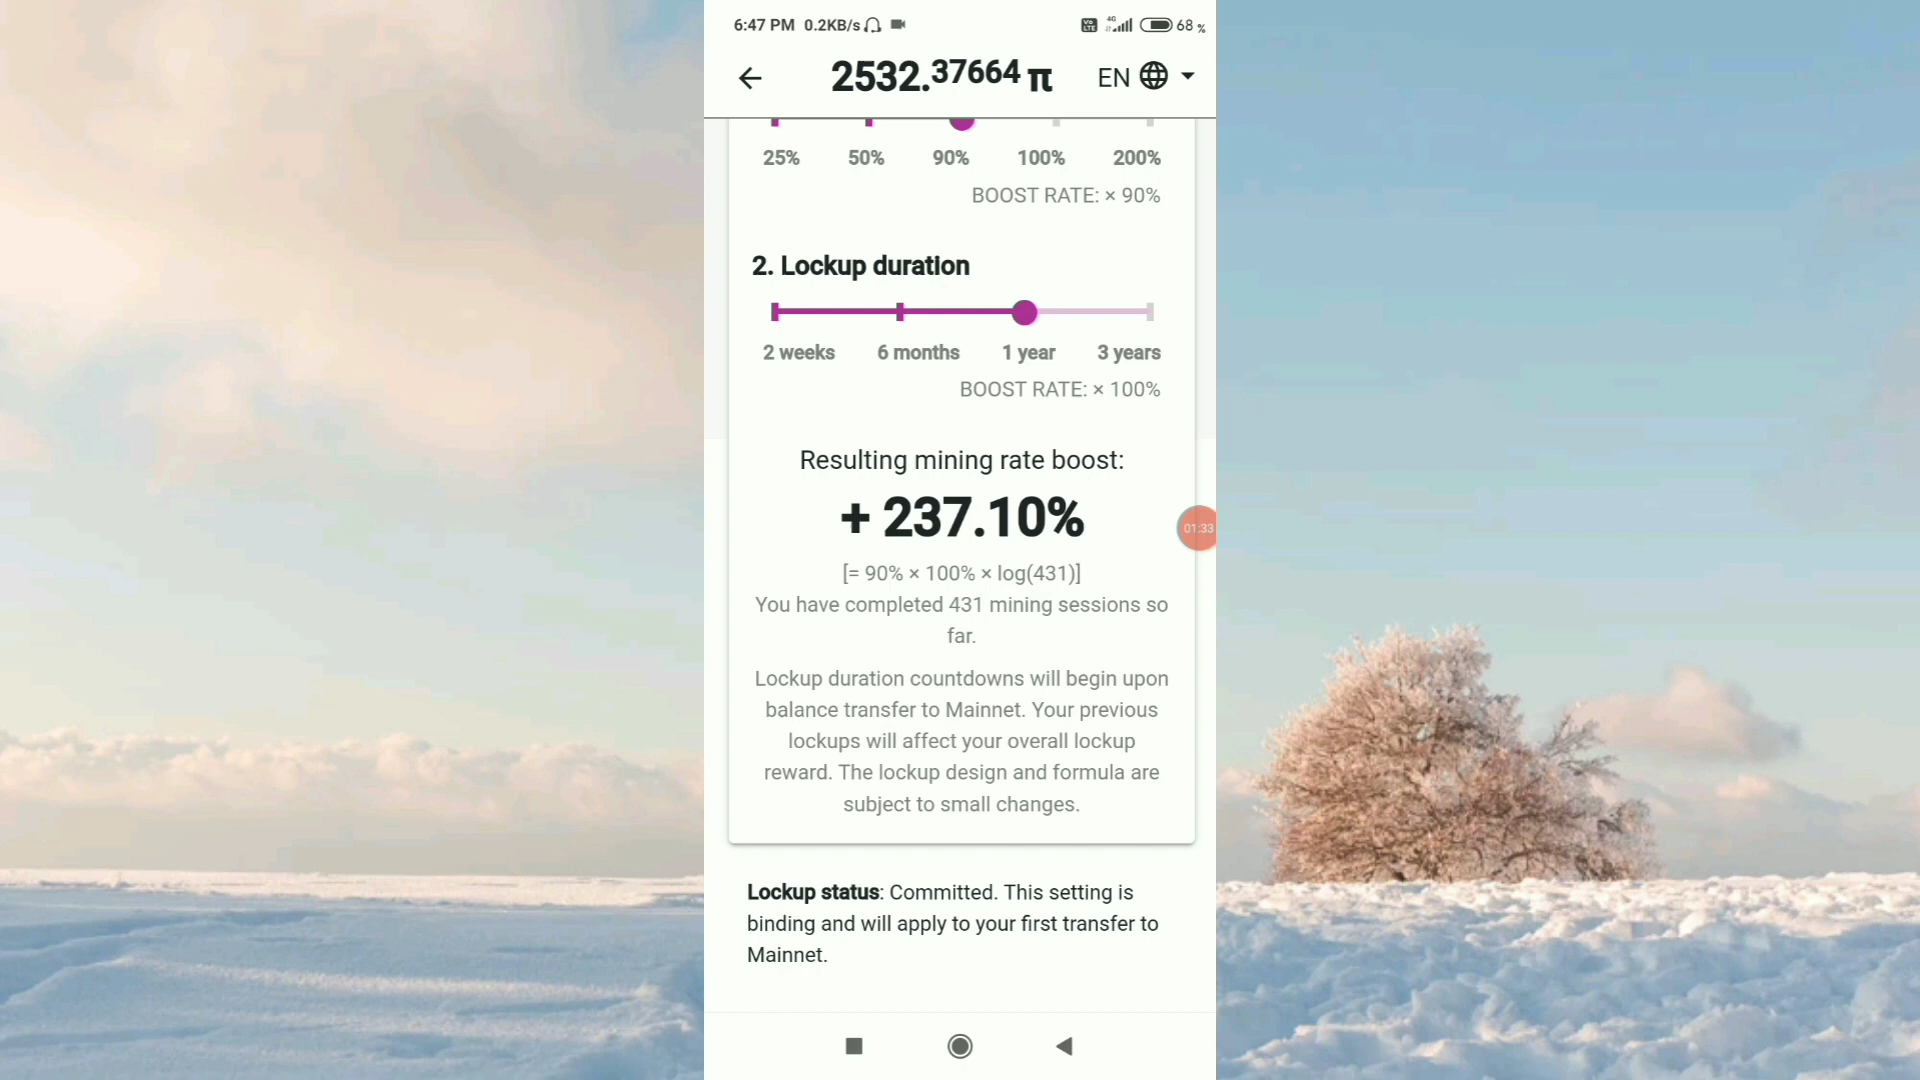 6:47 PM 0.2KB/s 4G 68 %
2532.37664 π EN
25% 50% 90% 100% 200%
BOOST RATE: × 90%
2. Lockup duration
2 weeks 6 months 1 year 3 years
BOOST RATE: × 100%
Resulting mining rate boost:
+ 237.10%
01:33
[= 90% × 100% × log(431)]
You have completed 431 mining sessions so
far.
Lockup duration countdowns will begin upon
balance transfer to Mainnet. Your previous
lockups will affect your overall lockup
reward. The lockup design and formula are
subject to small changes.
Lockup status: Committed. This setting is
binding and will apply to your first transfer to
Mainnet.